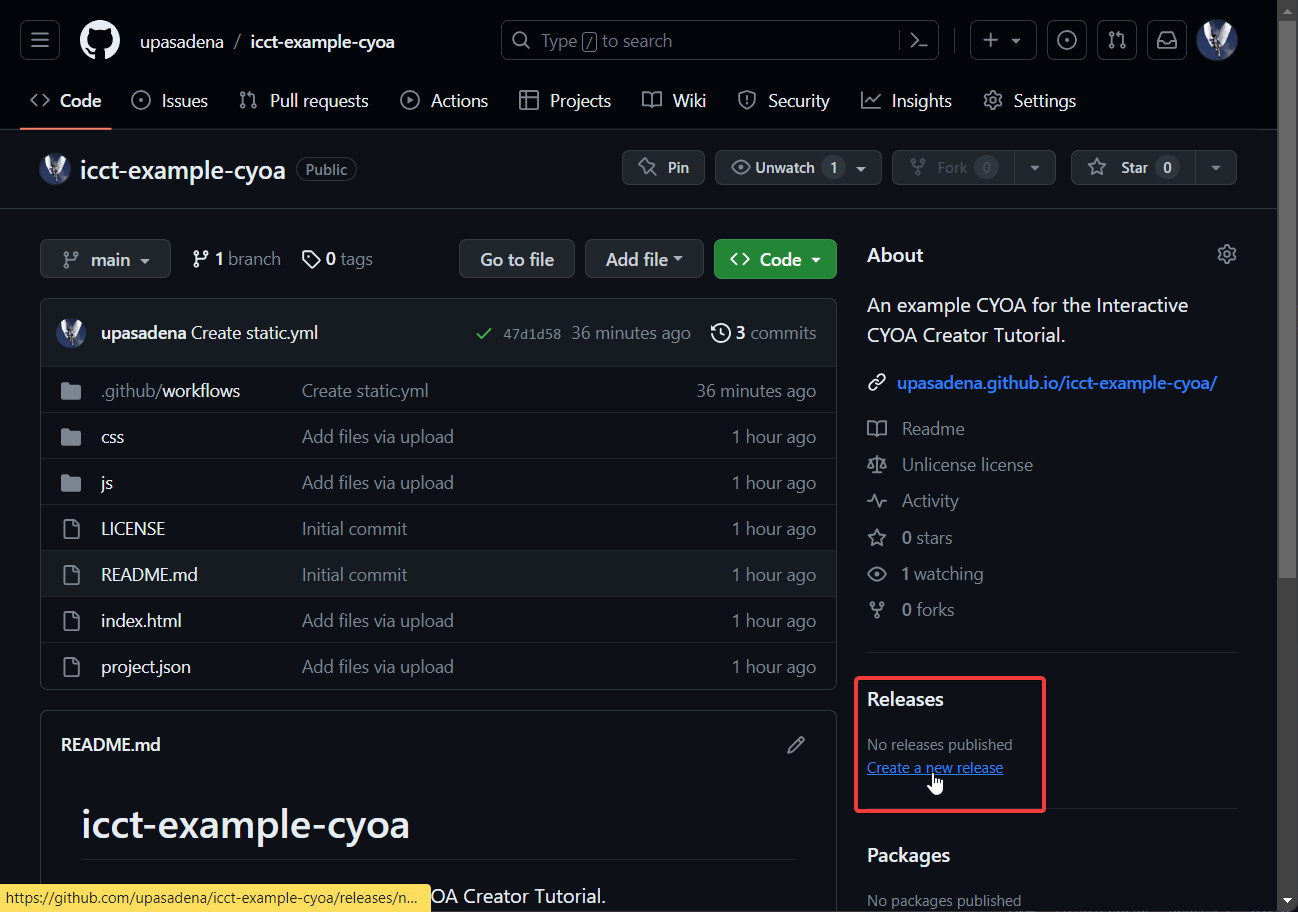 upasadena / icct-example-cyoa
Type / to search
Code Issues Pull requests Actions Projects Wiki Security Insights Settings
icct-example-cyoa Public
Pin Unwatch 1 Fork 0 Star 0
main 1 branch 0 tags Go to file Add file Code
upasadena Create static.yml 47d1d58 36 minutes ago 3 commits
.github/workflows Create static.yml 36 minutes ago
css Add files via upload 1 hour ago
js Add files via upload 1 hour ago
LICENSE Initial commit 1 hour ago
README.md Initial commit 1 hour ago
index.html Add files via upload 1 hour ago
project.json Add files via upload 1 hour ago
README.md
icct-example-cyoa
OA Creator Tutorial.
About
An example CYOA for the Interactive
CYOA Creator Tutorial.
upasadena.github.io/icct-example-cyoa/
Readme
Unlicense license
Activity
0 stars
1 watching
0 forks
Releases
No releases published
Create a new release
Packages
No packages published
https://github.com/upasadena/icct-example-cyoa/releases/n...